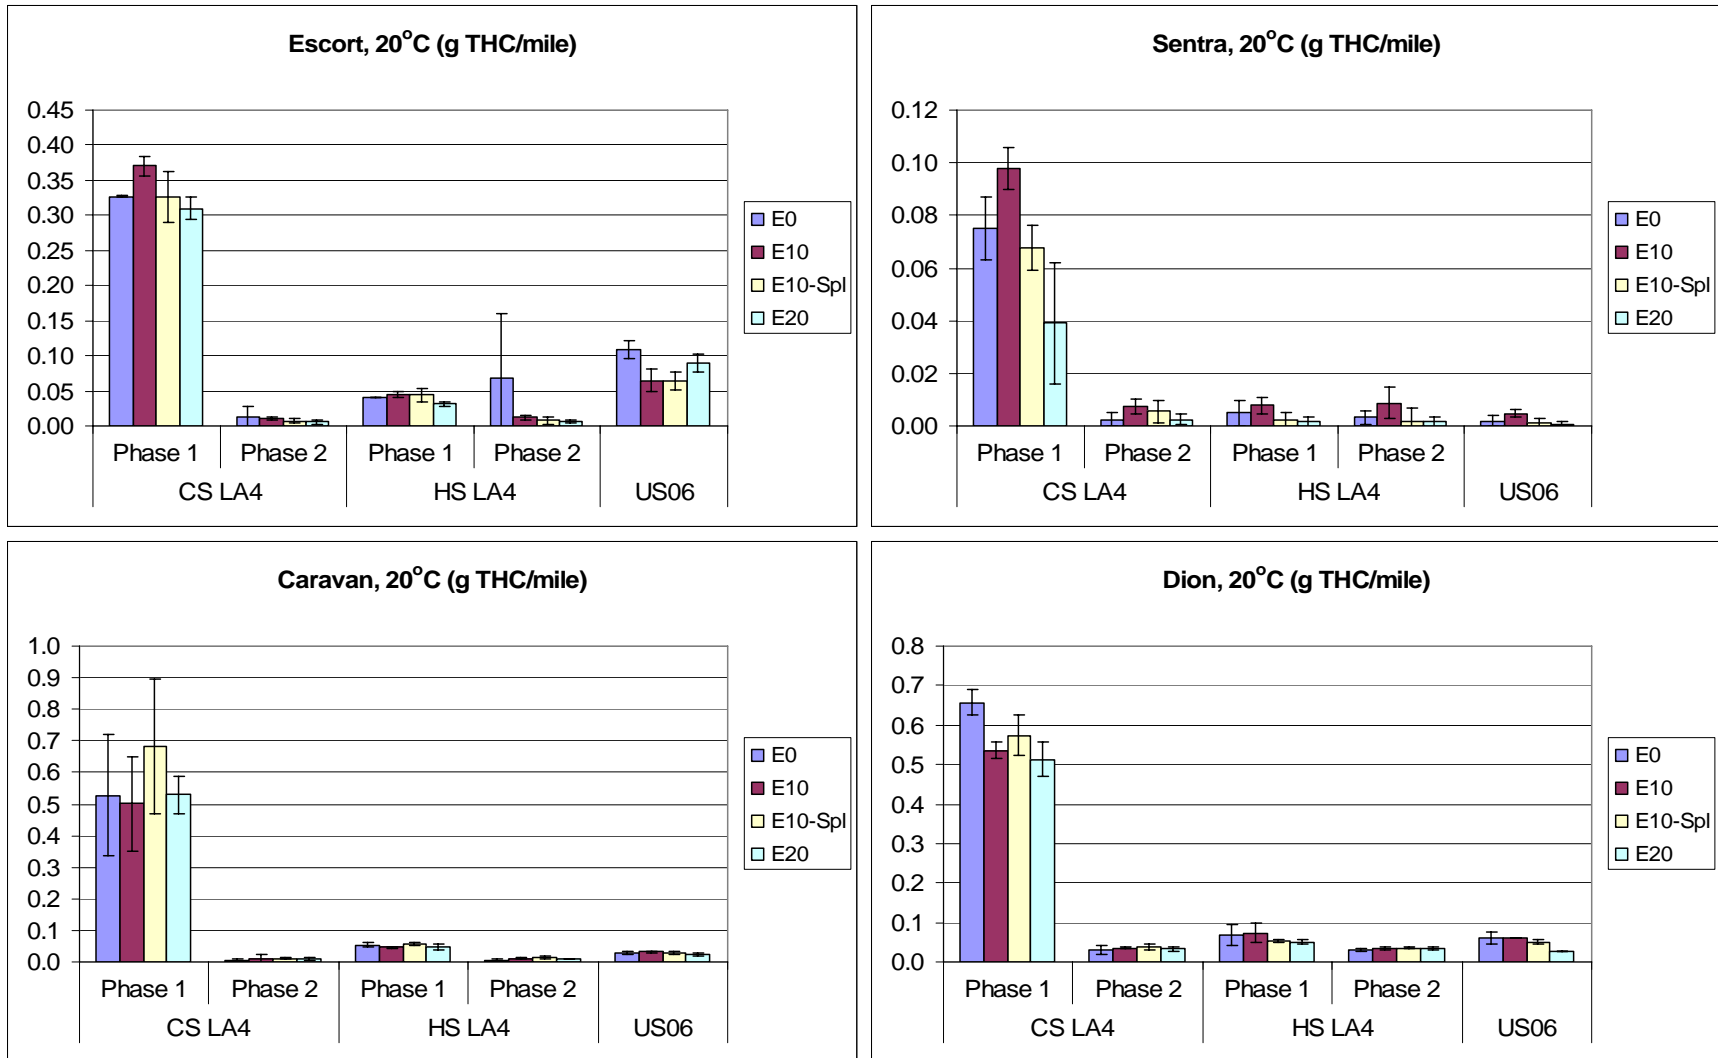 Escort, 20°C (g THC/mile)
0.45
0.40
0.35
0.30
0.25
0.20
0.15
0.10
0.05
0.00
E0
E10
E10-Spl
E20
Phase 1 Phase 2 Phase 1 Phase 2
CS LA4 HS LA4 US06
Sentra, 20°C (g THC/mile)
0.12
0.10
0.08
0.06
0.04
0.02
0.00
E0
E10
E10-Spl
E20
Phase 1 Phase 2 Phase 1 Phase 2
CS LA4 HS LA4 US06
Caravan, 20°C (g THC/mile)
1.0
0.9
0.8
0.7
0.6
0.5
0.4
0.3
0.2
0.1
0.0
E0
E10
E10-Spl
E20
Phase 1 Phase 2 Phase 1 Phase 2
CS LA4 HS LA4 US06
Dion, 20°C (g THC/mile)
0.8
0.7
0.6
0.5
0.4
0.3
0.2
0.1
0.0
E0
E10
E10-Spl
E20
Phase 1 Phase 2 Phase 1 Phase 2
CS LA4 HS LA4 US06